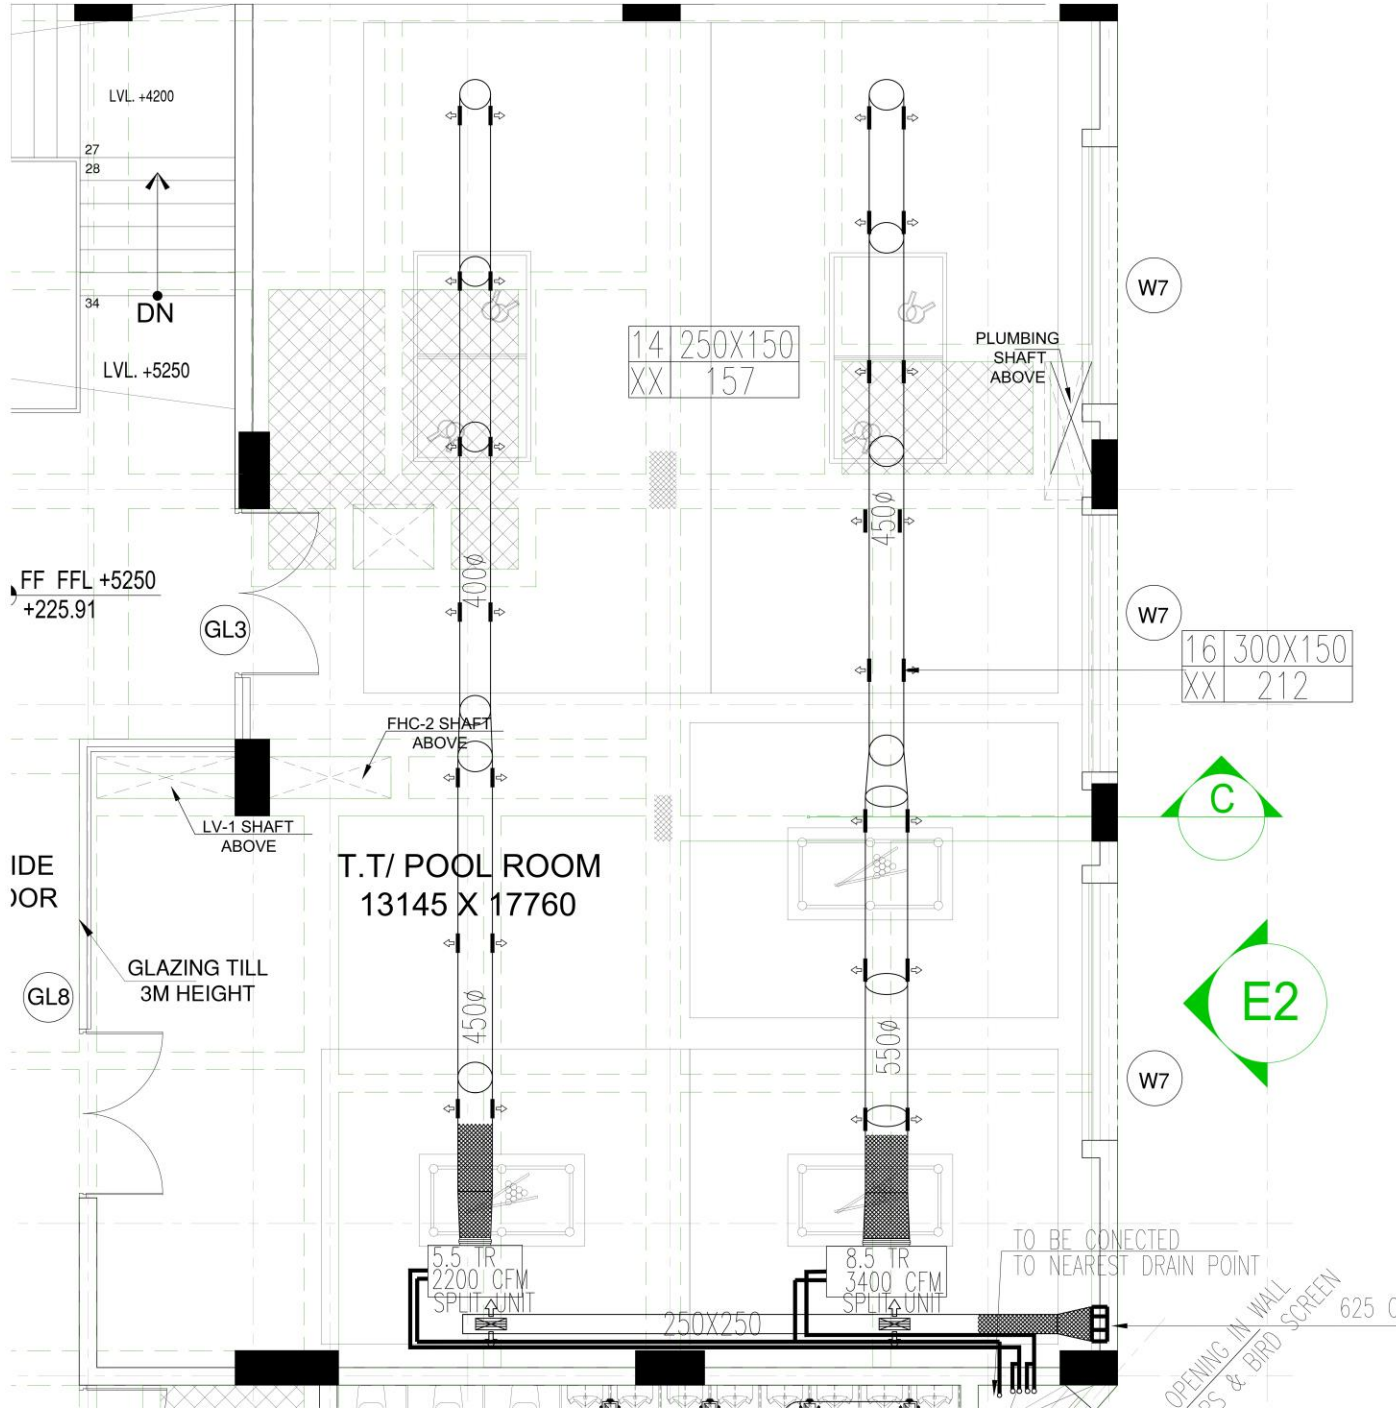 LVL. +4200
27
28
34
DN
LVL. +5250
14 250X150
XX 157
PLUMBING
SHAFT
ABOVE
W7
400Ø
450Ø
FF FFL +5250
+225.91
GL3
W7
16 300X150
XX 212
FHC-2 SHAFT
ABOVE
C
LV-1 SHAFT
ABOVE
IDE
OOR
T.T/ POOL ROOM
13145 X 17760
GLAZING TILL
3M HEIGHT
GL8
450Ø
550Ø
E2
W7
5.5 TR
2200 CFM
SPLIT UNIT
8.5 TR
3400 CFM
SPLIT UNIT
TO BE CONECTED
TO NEAREST DRAIN POINT
250X250
625 C
OPENING IN WALL
RS & BIRD SCREEN